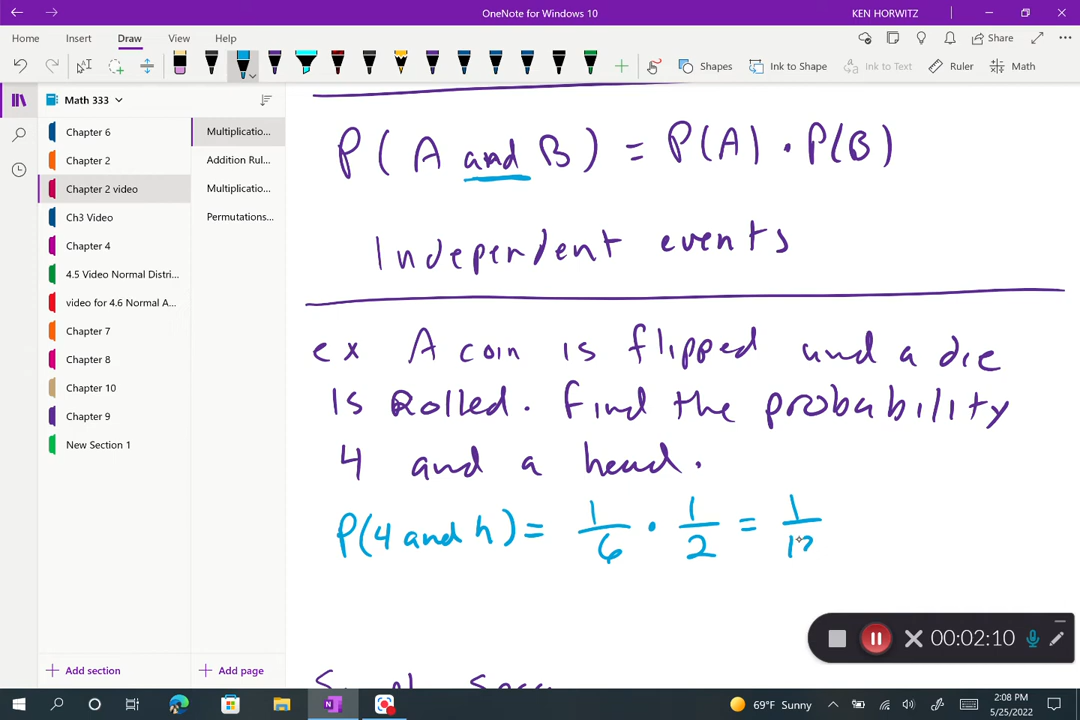 OneNote for Windows 10
KEN HORWITZ
Home Insert Draw View Help
Share
Shapes Ink to Shape Ink to Text Ruler Math
Math 333
Chapter 6
Chapter 2
Chapter 2 video
Ch3 Video
Chapter 4
4.5 Video Normal Distri...
video for 4.6 Normal A...
Chapter 7
Chapter 8
Chapter 10
Chapter 9
New Section 1
Add section
Multiplicatio...
Addition Rul...
Multiplicatio...
Permutations...
Add page
P(A and B) = P(A) · P(B)
Independent events
ex A coin is flipped and a die
is Rolled. Find the probability
4 and a head.
P(4 and h) = 1/6 · 1/2 = 1/12
00:02:10
69°F Sunny
2:08 PM
5/25/2022